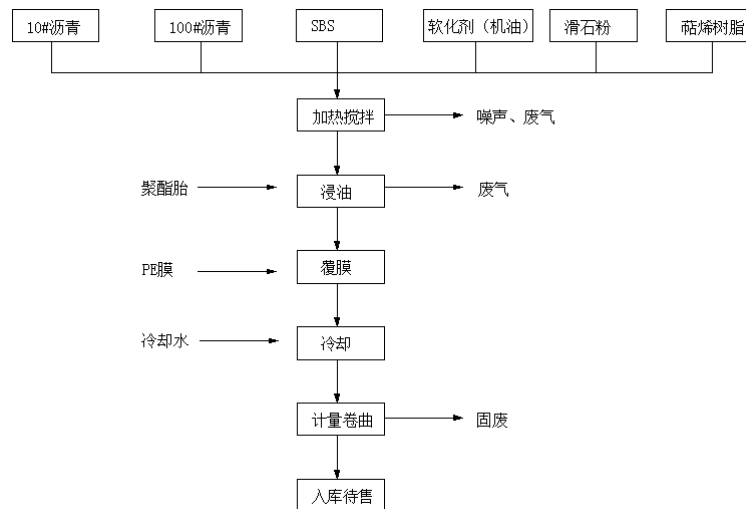 10#沥青
100#沥青
SBS
软化剂（机油）
滑石粉
萜烯树脂
加热搅拌
噪声、废气
聚酯胎
浸油
废气
PE膜
覆膜
冷却水
冷却
计量卷曲
固废
入库待售